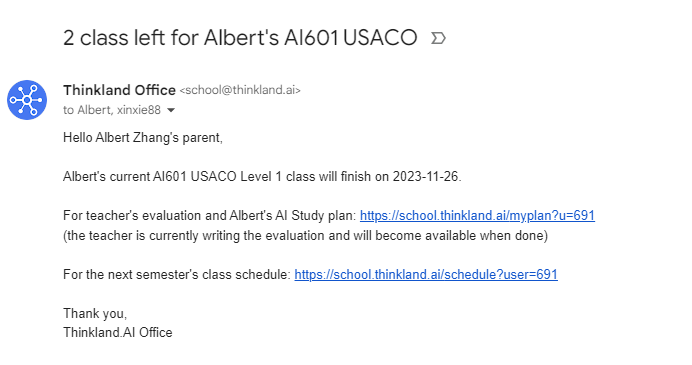 2 class left for Albert's AI601 USACO
Thinkland Office <school@thinkland.ai>
to Albert, xinxie88
Hello Albert Zhang's parent,
Albert's current AI601 USACO Level 1 class will finish on 2023-11-26.
For teacher's evaluation and Albert's AI Study plan: https://school.thinkland.ai/myplan?u=691
(the teacher is currently writing the evaluation and will become available when done)
For the next semester's class schedule: https://school.thinkland.ai/schedule?user=691
Thank you,
Thinkland.AI Office